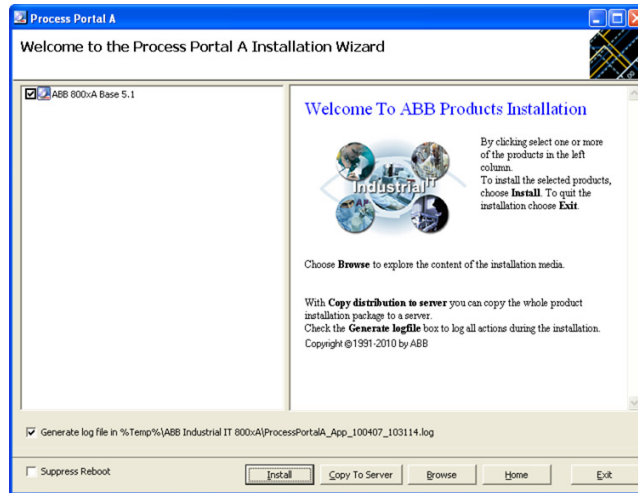 Process Portal A
Welcome to the Process Portal A Installation Wizard
ABB 800xA Base 5.1
Welcome To ABB Products Installation
Industrial IT
By clicking select one or more
of the products in the left
column.
To install the selected products,
choose Install. To quit the
installation choose Exit.
Choose Browse to explore the content of the installation media.
With Copy distribution to server you can copy the whole product
installation package to a server.
Check the Generate logfile box to log all actions during the installation.
Copyright ©1991-2010 by ABB
Generate log file in %Temp%\ABB Industrial IT 800xA\ProcessPortalA_App_100407_103114.log
Suppress Reboot
Install
Copy To Server
Browse
Home
Exit